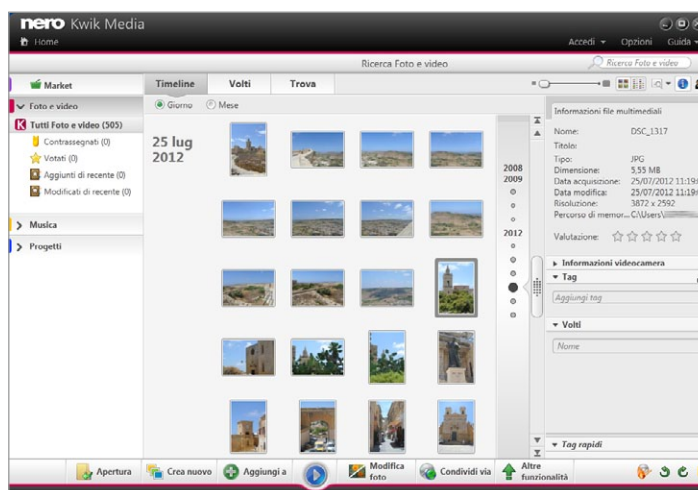 nero Kwik Media
Home
Accedi Opzioni Guida
Ricerca Foto e video
Ricerca Foto e video
Market
Timeline Volti Trova
Foto e video
Giorno Mese
Tutti Foto e video (505)
Contrassegnati (0)
Votati (0)
Aggiunti di recente (0)
Modificati di recente (0)
Musica
Progetti
25 lug
2012
2008
2009
2012
Informazioni file multimediali
Nome: DSC_1317
Titolo:
Tipo: JPG
Dimensione: 5,55 MB
Data acquisizione: 25/07/2012 11:19:
Data modifica: 25/07/2012 11:19:
Risoluzione: 3872 x 2592
Percorso di memor... C:\Users\
Valutazione:
Informazioni videocamera
Tag
Aggiungi tag
Volti
Nome
Tag rapidi
Apertura
Crea nuovo
Aggiungi a
Modifica
foto
Condividi via
Altre
funzionalità